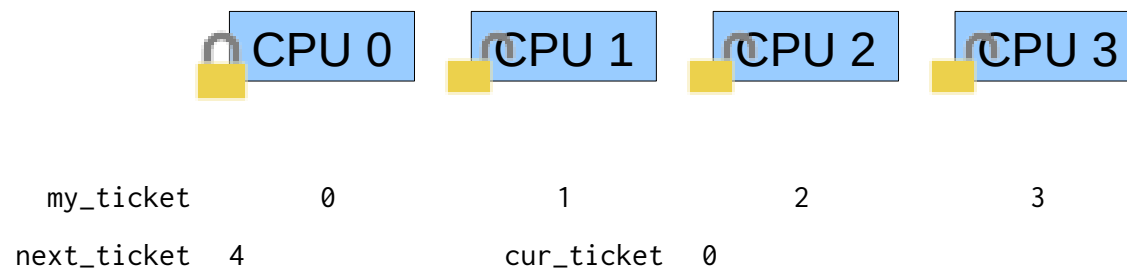 CPU 0 CPU 1 CPU 2 CPU 3
my_ticket 0 1 2 3
next_ticket 4 cur_ticket 0